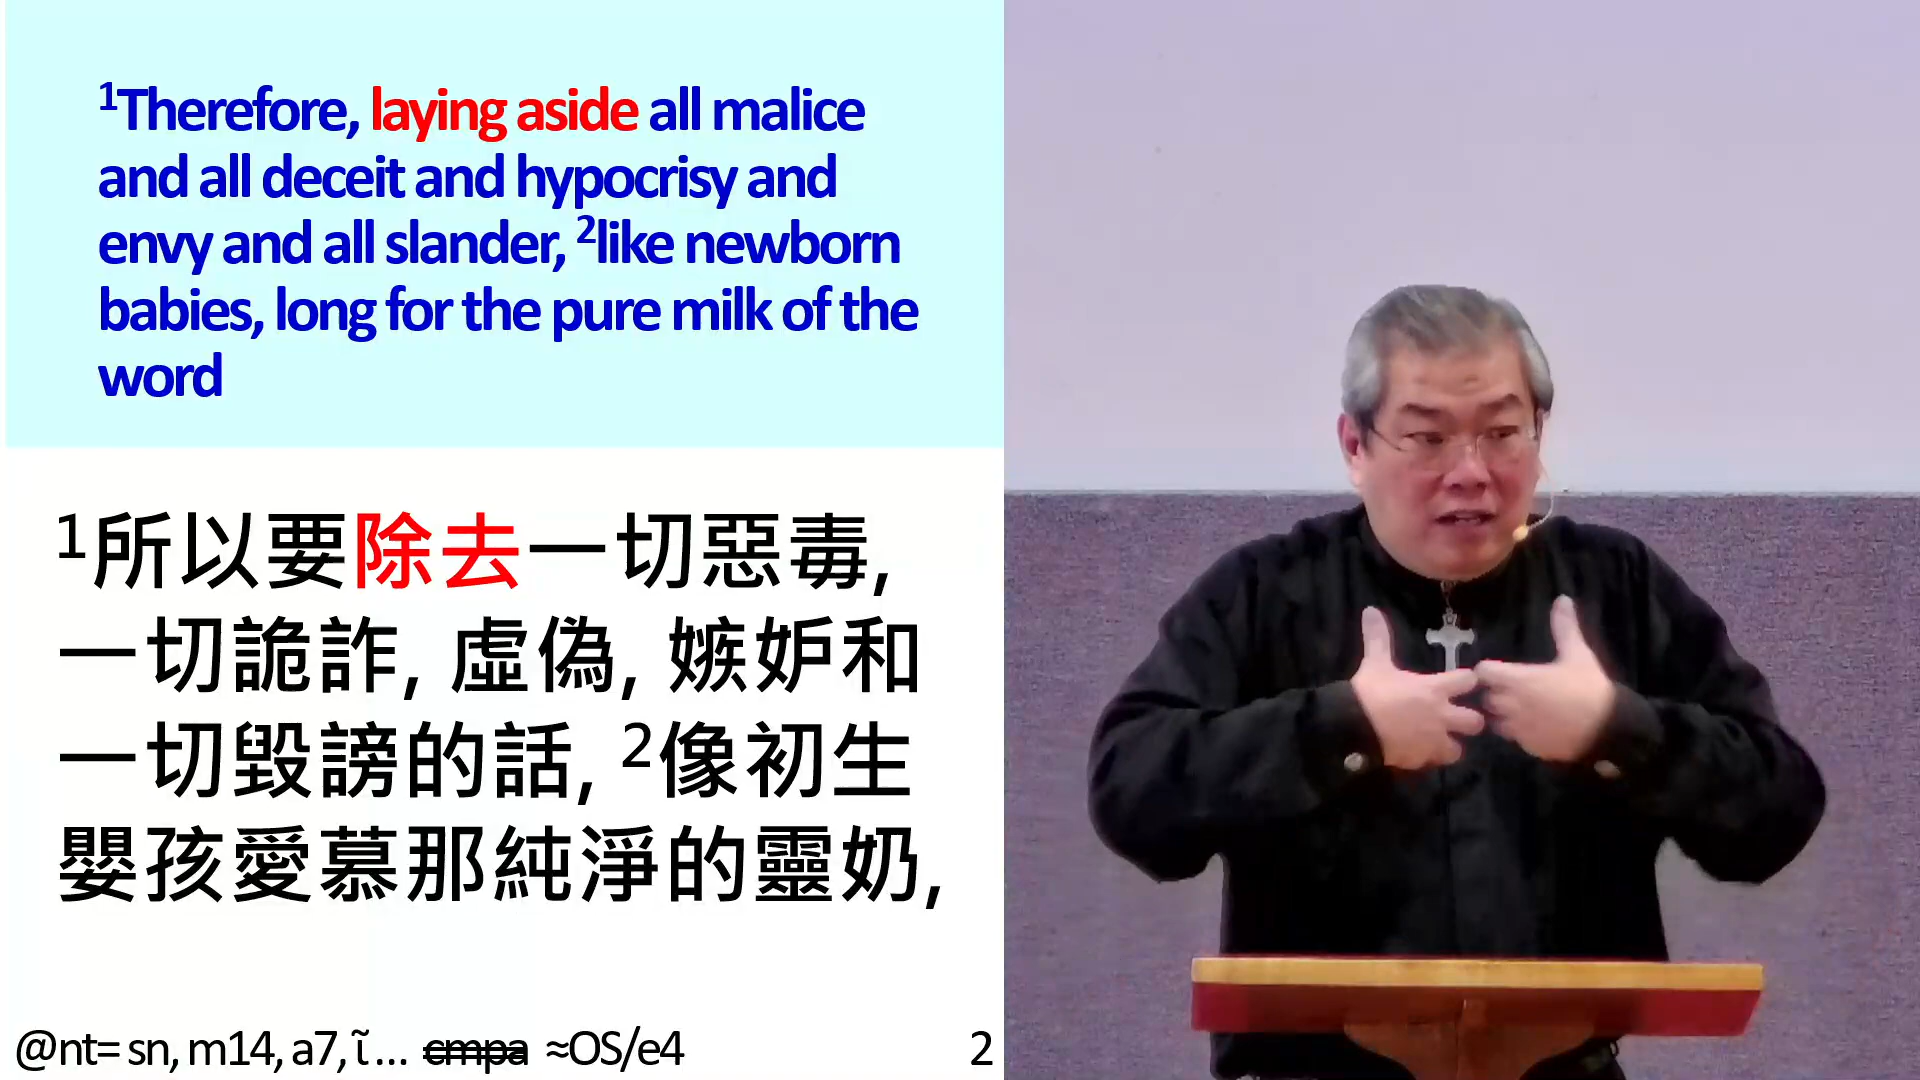 ¹Therefore, laying aside all malice
and all deceit and hypocrisy and
envy and all slander, ²like newborn
babies, long for the pure milk of the
word
¹所以要除去一切惡毒,
一切詭詐, 虛偽, 嫉妒和
一切毀謗的話, ²像初生
嬰孩愛慕那純淨的靈奶,
@nt= sn, m14, a7, ῖ ... cmpa ≈OS/e4 2